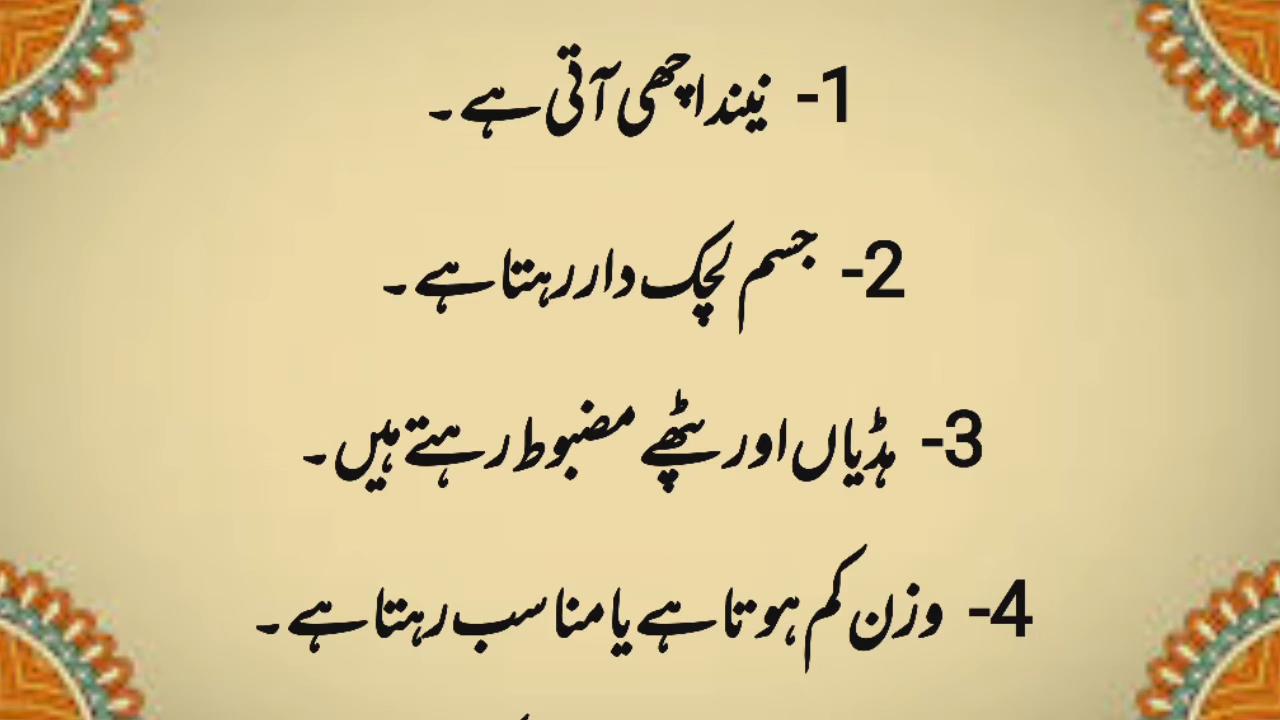 1- نیند اچھی آتی ہے۔
2- جسم لچک دار رہتا ہے۔
3- ہڈیاں اور پٹھے مضبوط رہتے ہیں۔
4- وزن کم ہوتا ہے یا مناسب رہتا ہے۔